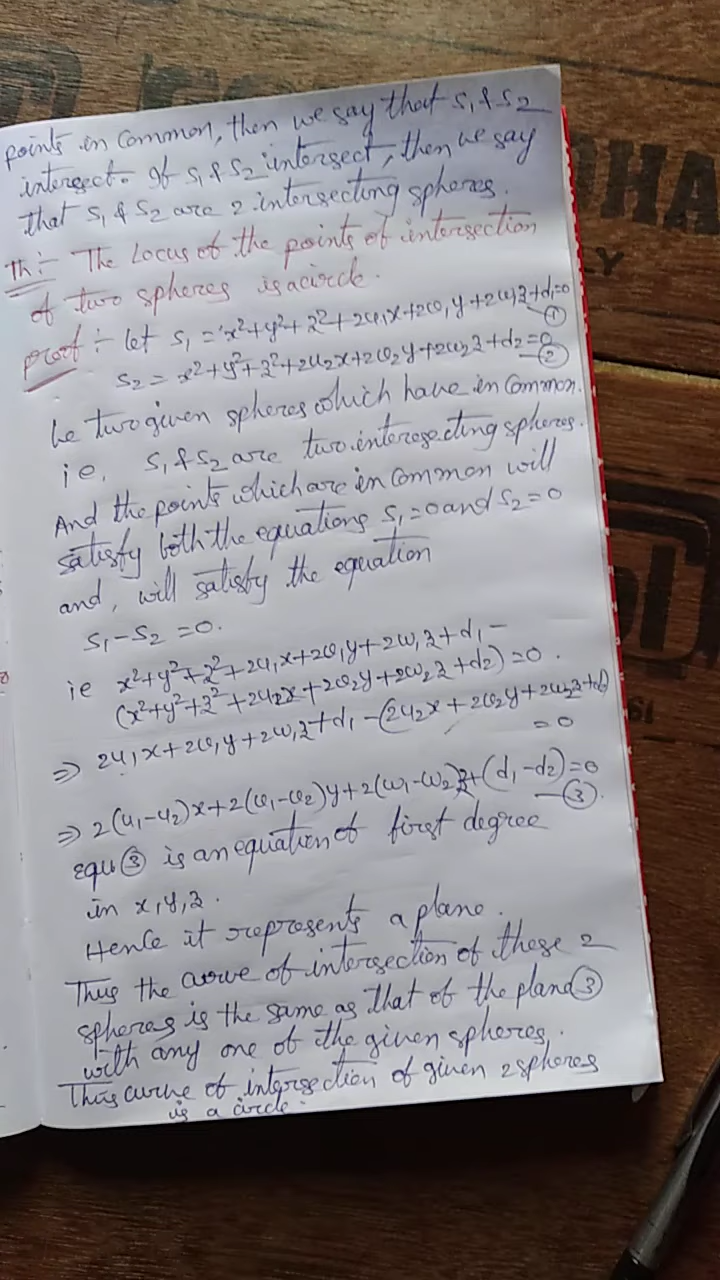 points in Common, then we say that S₁ & S₂
intersect. If S₁ & S₂ intersect, then we say
that S₁ & S₂ are 2 intersecting spheres.
Th:- The Locus of the points of intersection
of two spheres is a circle.
proof:- Let S₁ = x²+y²+z²+2u₁x+2v₁y+2w₁z+d₁=0 ①
S₂ = x²+y²+z²+2u₂x+2v₂y+2w₂z+d₂=0 ②
be two given spheres which have in Common.
ie, S₁ & S₂ are two interesecting spheres.
And the points which are in Common will
satisfy both the equations S₁=0 and S₂=0
and, will satisfy the equation
S₁-S₂ =0.
ie x²+y²+z²+2u₁x+2v₁y+2w₁z+d₁ -
(x²+y²+z²+2u₂x+2v₂y+2w₂z+d₂)=0.
⇒ 2u₁x+2v₁y+2w₁z+d₁ -(2u₂x+2v₂y+2w₂z+d₂)
=0
⇒ 2(u₁-u₂)x+2(v₁-v₂)y+2(w₁-w₂)z+(d₁-d₂)=0
—③.
equ ③ is an equation of first degree
in x,y,z.
Hence it represents a plane.
Thus the curve of intersection of these 2
spheres is the same as that of the plane ③
with any one of the given spheres.
This curve of intersection of given 2 spheres
is a circle.
DHA
LY